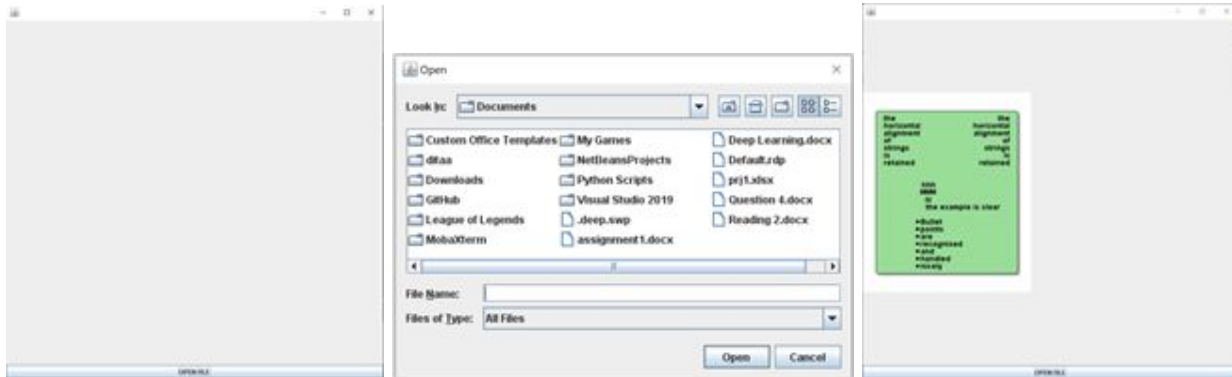 OPEN FILE
Open
Look In: Documents
Custom Office Templates My Games Deep Learning.docx
ditaa NetBeansProjects Default.rdp
Downloads Python Scripts prj1.xlsx
GitHub Visual Studio 2019 Question 4.docx
League of Legends .deep.swp Reading 2.docx
MobaXterm assignment1.docx
File Name:
Files of Type: All Files
Open Cancel
the the
horizontal horizontal
alignment alignment
of of
strings strings
is is
retained retained
is
the example is clear
•Bullet
•points
•are
•recognized
•and
•handled
•nicely
OPEN FILE